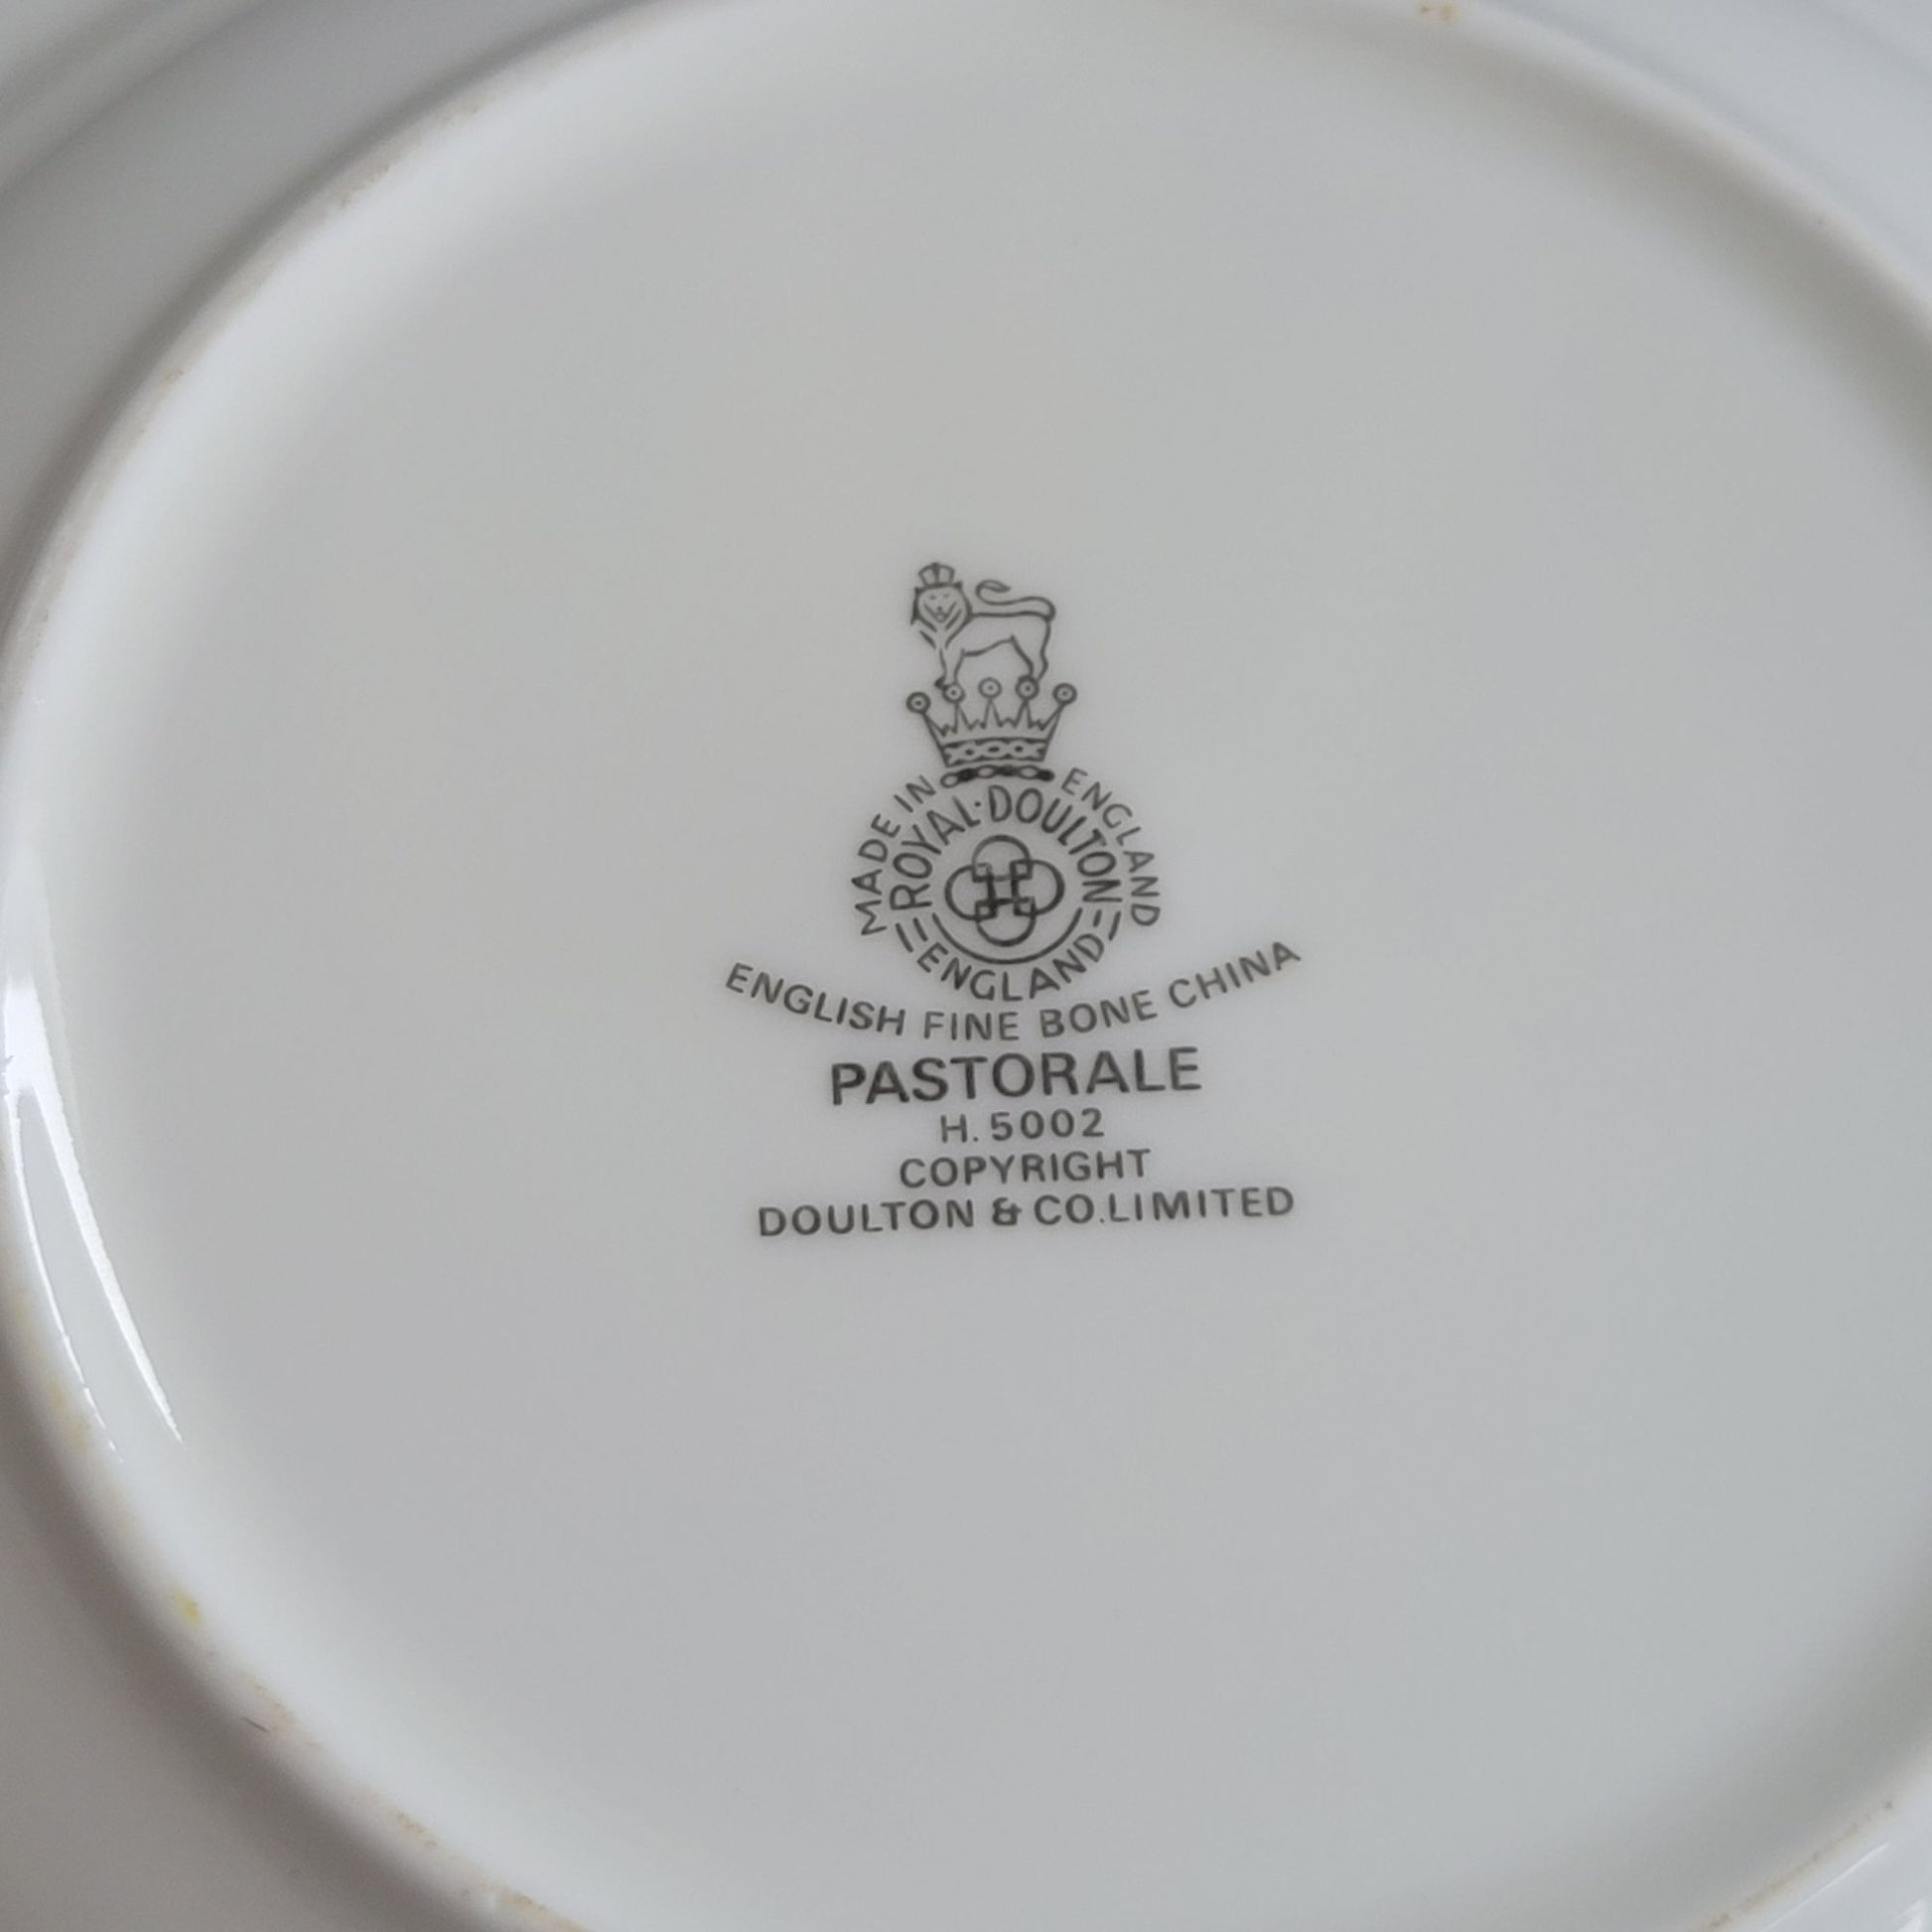 MADE IN ENGLAND
ROYAL·DOULTON
ENGLAND
ENGLISH FINE BONE CHINA
PASTORALE
H. 5002
COPYRIGHT
DOULTON & CO.LIMITED